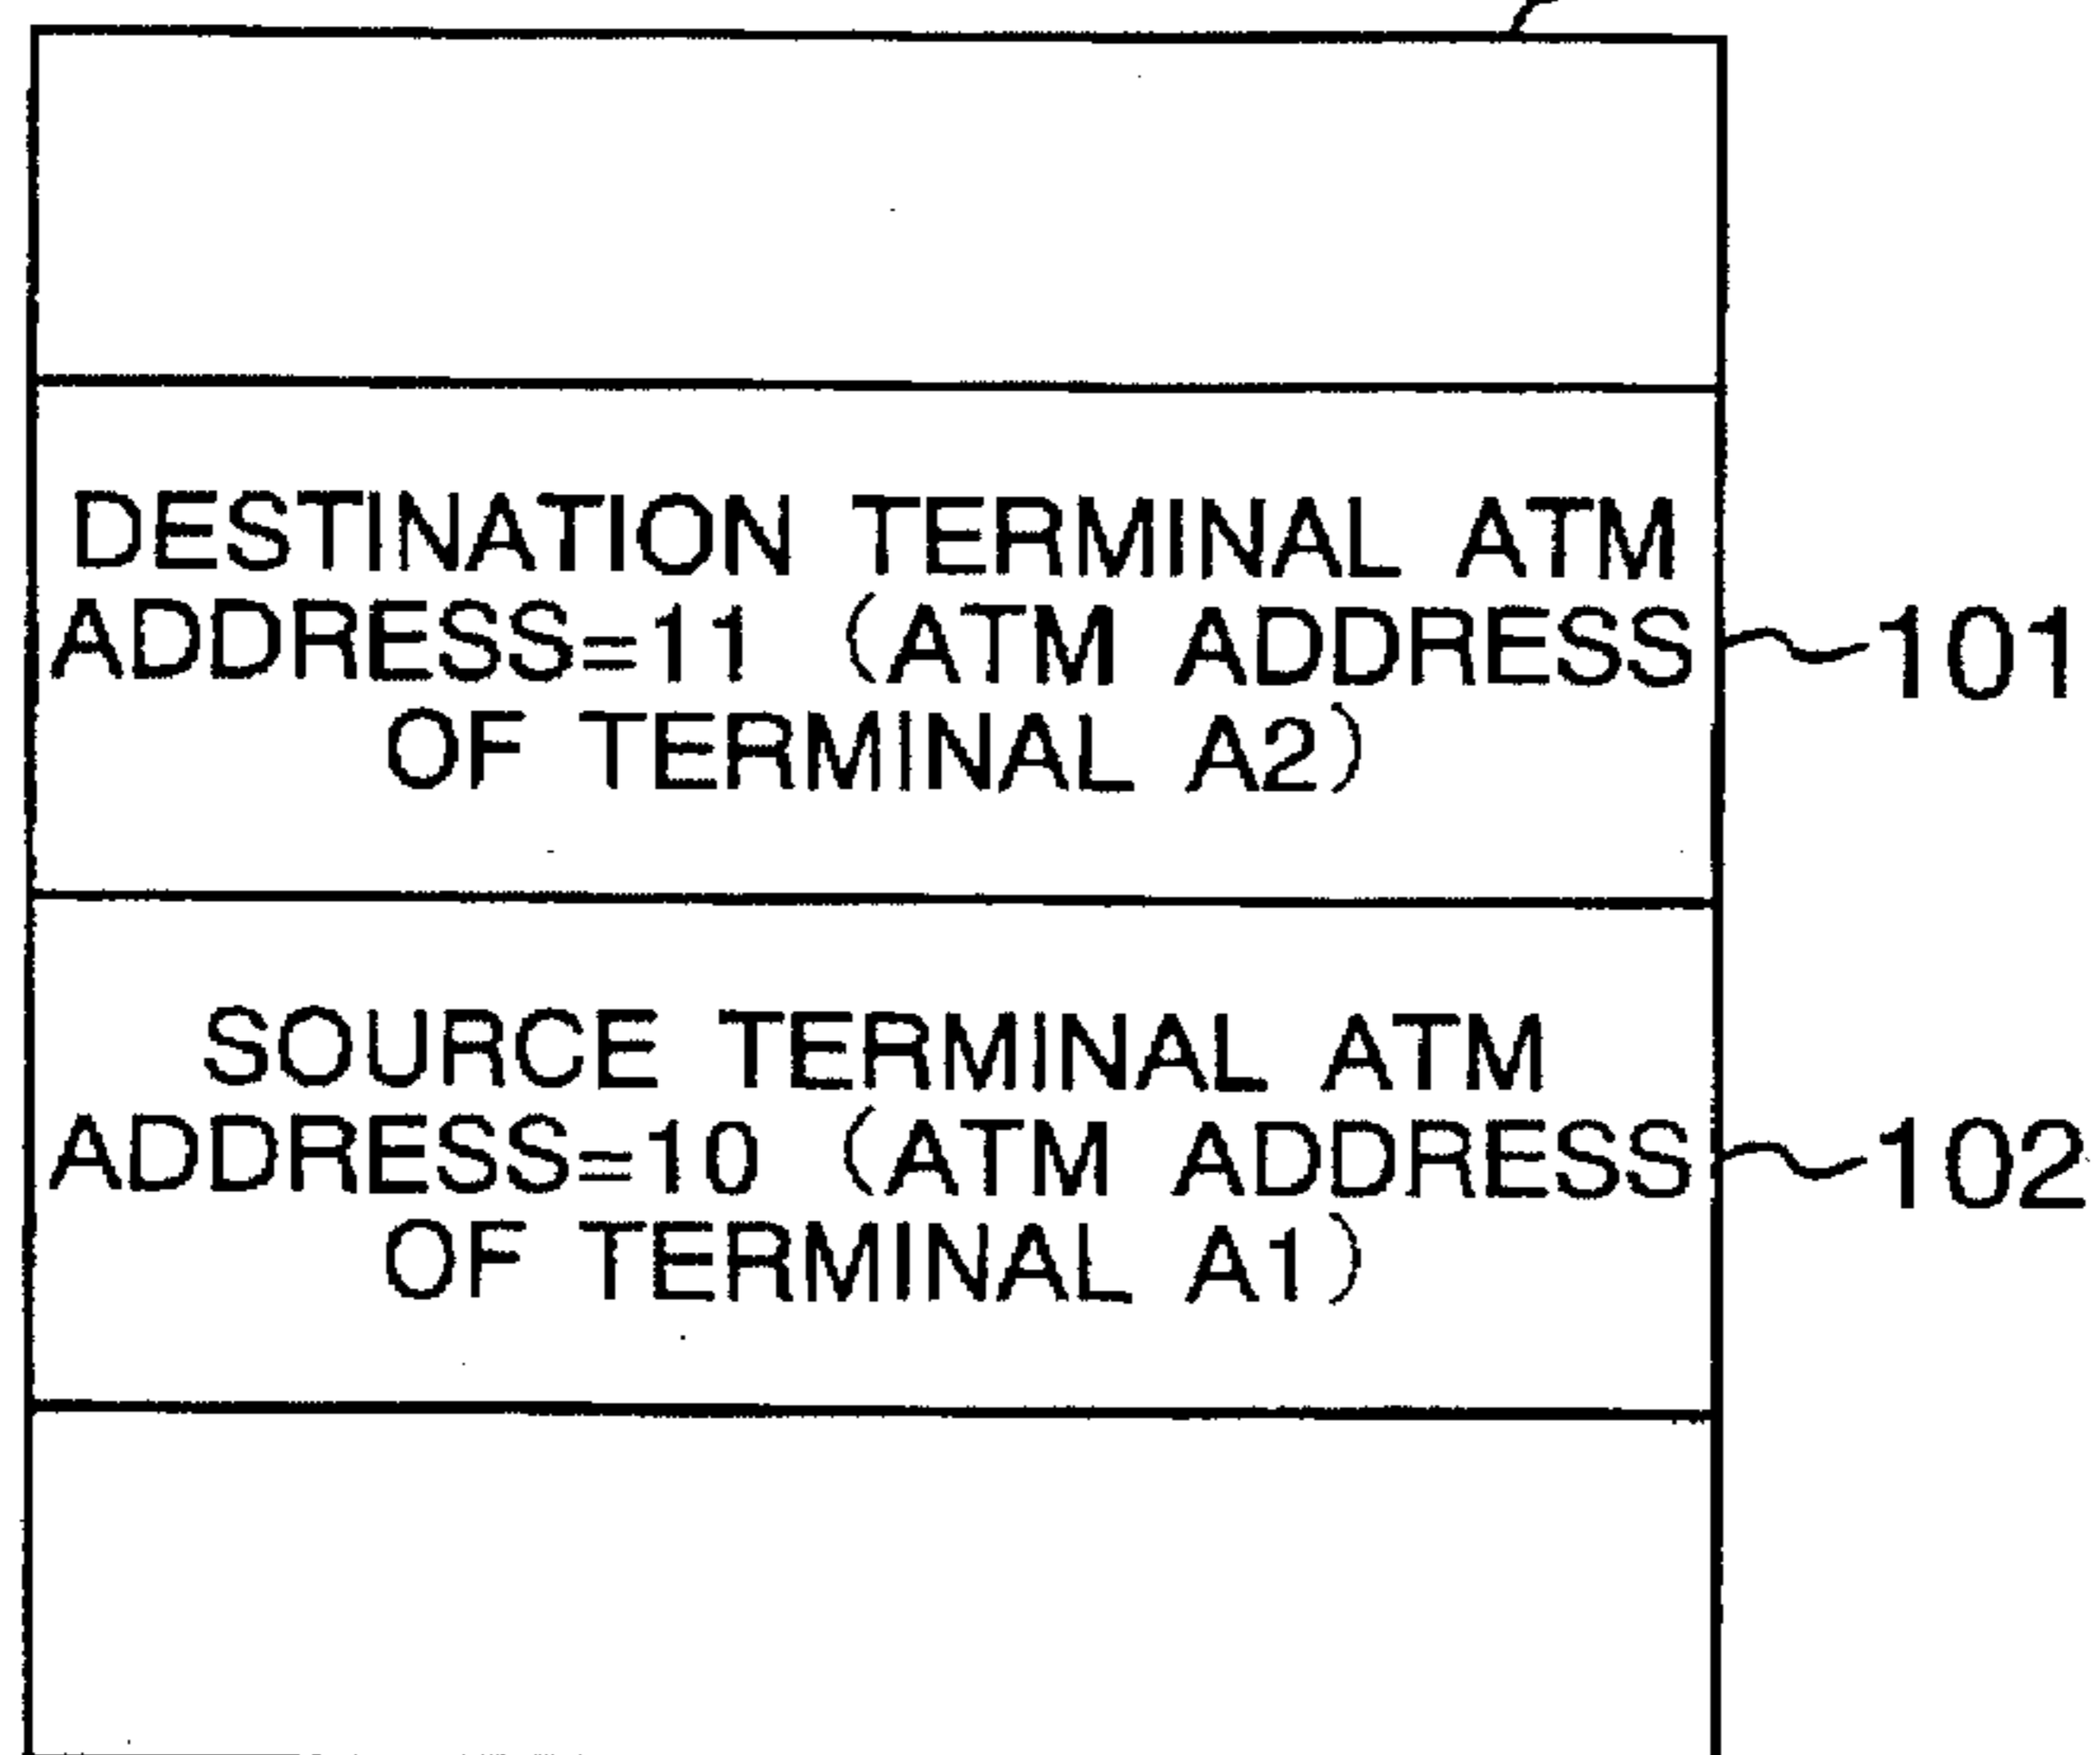 DESTINATION TERMINAL ATM
ADDRESS=11 (ATM ADDRESS
OF TERMINAL A2)
101
SOURCE TERMINAL ATM
ADDRESS=10 (ATM ADDRESS
OF TERMINAL A1)
102